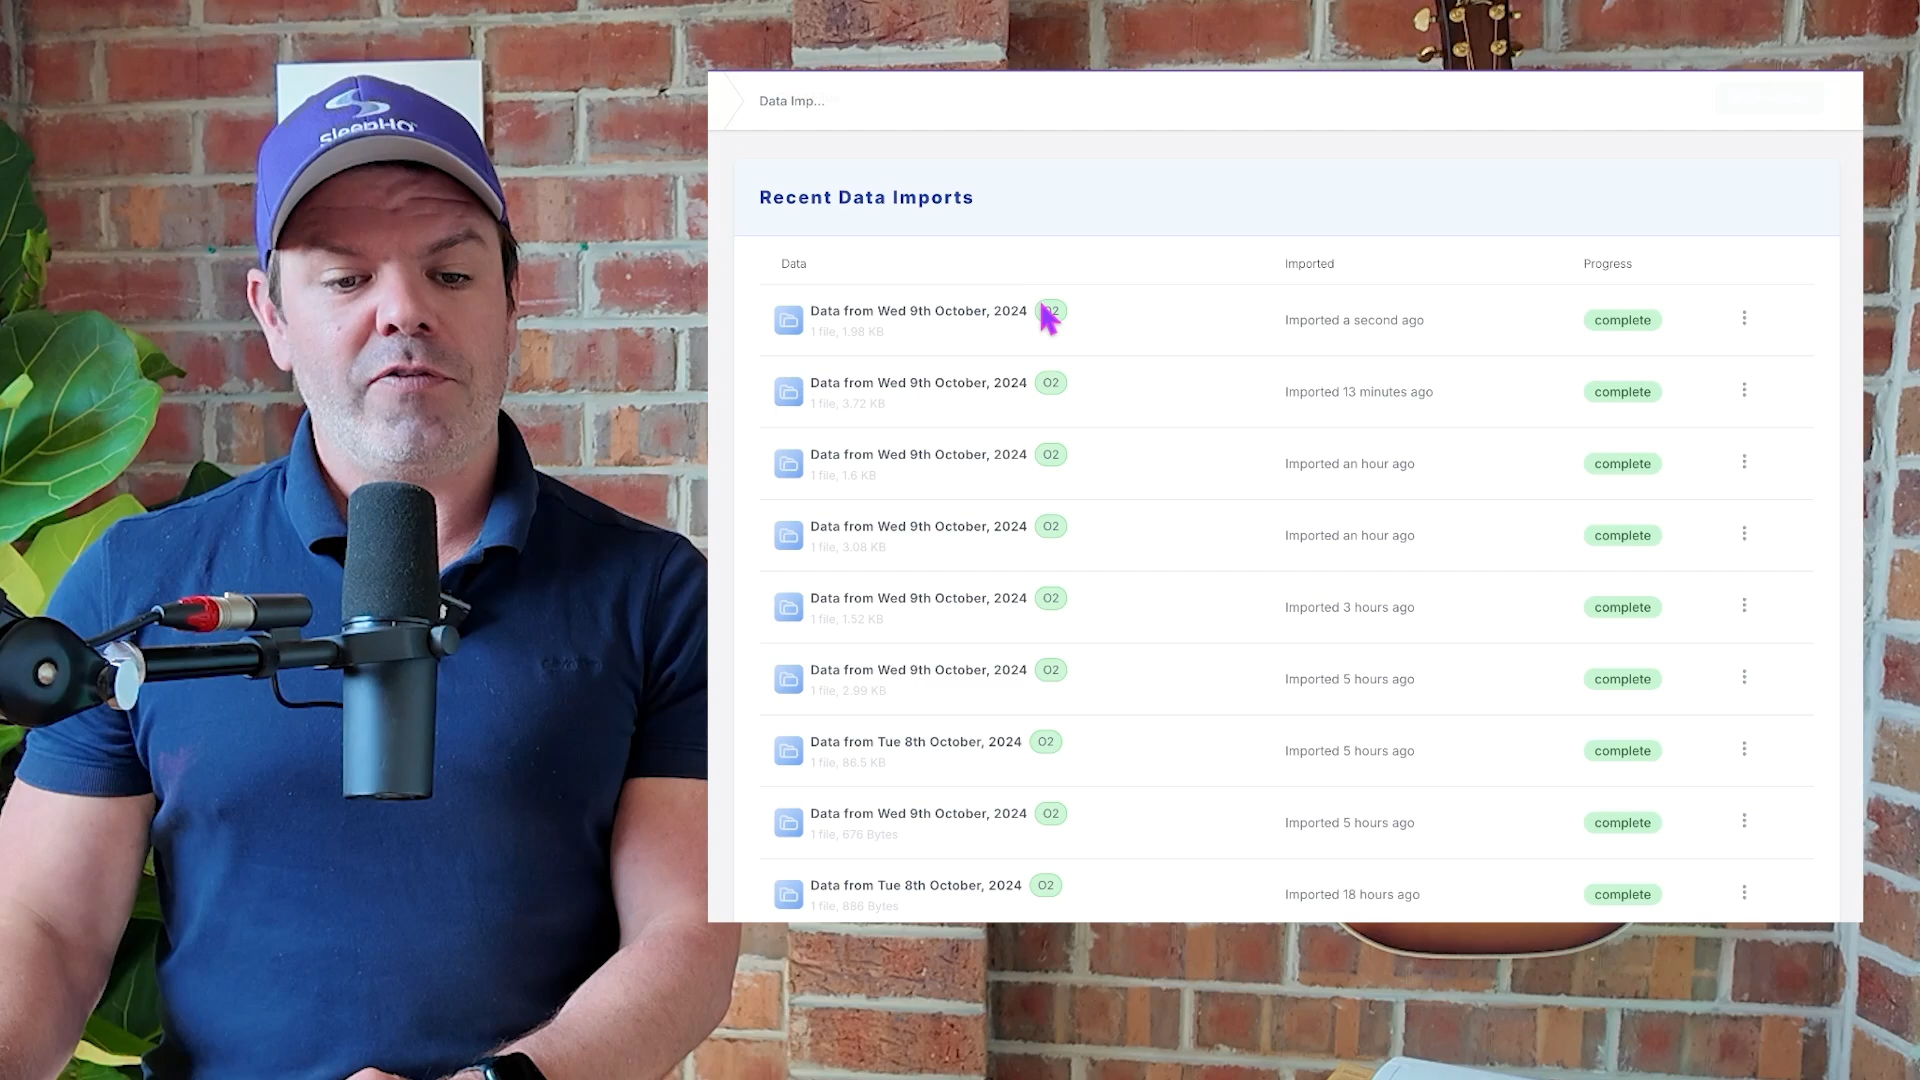 sleepHQ
Data Imp...
Recent Data Imports
Data Imported Progress
Data from Wed 9th October, 2024 O2 Imported a second ago complete
1 file, 1.98 KB
Data from Wed 9th October, 2024 O2 Imported 13 minutes ago complete
1 file, 3.72 KB
Data from Wed 9th October, 2024 O2 Imported an hour ago complete
1 file, 1.6 KB
Data from Wed 9th October, 2024 O2 Imported an hour ago complete
1 file, 3.08 KB
Data from Wed 9th October, 2024 O2 Imported 3 hours ago complete
1 file, 1.52 KB
Data from Wed 9th October, 2024 O2 Imported 5 hours ago complete
1 file, 2.99 KB
Data from Tue 8th October, 2024 O2 Imported 5 hours ago complete
1 file, 86.5 KB
Data from Wed 9th October, 2024 O2 Imported 5 hours ago complete
1 file, 676 Bytes
Data from Tue 8th October, 2024 O2 Imported 18 hours ago complete
1 file, 886 Bytes